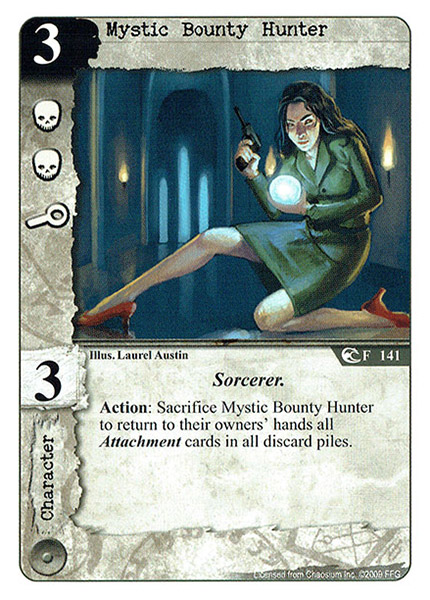 3
Mystic Bounty Hunter
Illus. Laurel Austin
F 141
3
Sorcerer.
Action: Sacrifice Mystic Bounty Hunter
to return to their owners' hands all
Attachment cards in all discard piles.
Character
Licensed from Chaosium Inc. ©2009 FFG